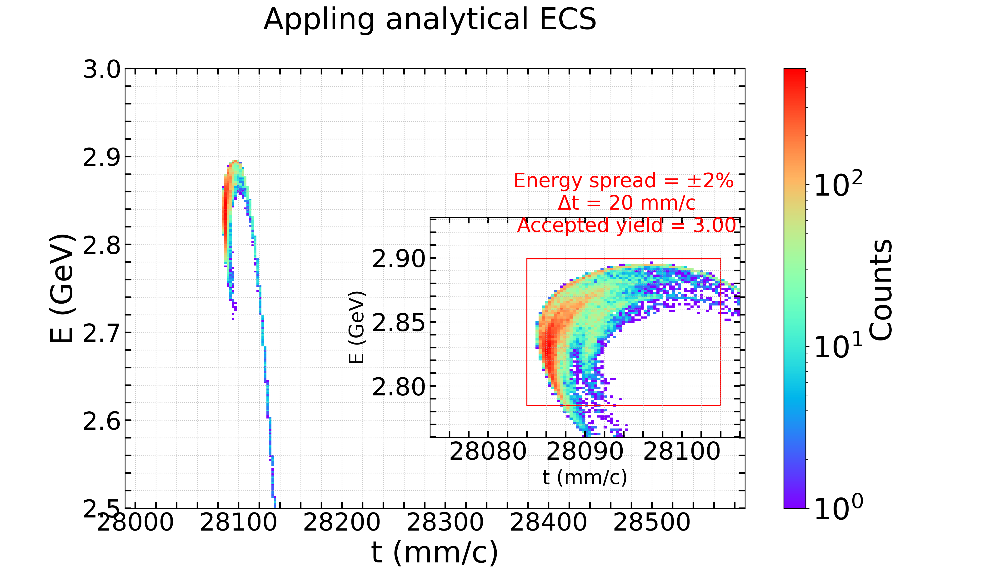 Appling analytical ECS
3.0
2.9
2.8
2.7
2.6
2.5
E (GeV)
28000 28100 28200 28300 28400 28500
t (mm/c)
Energy spread = ±2%
Δt = 20 mm/c
Accepted yield = 3.00
2.90
2.85
2.80
E (GeV)
28080 28090 28100
t (mm/c)
10²
10¹
10⁰
Counts